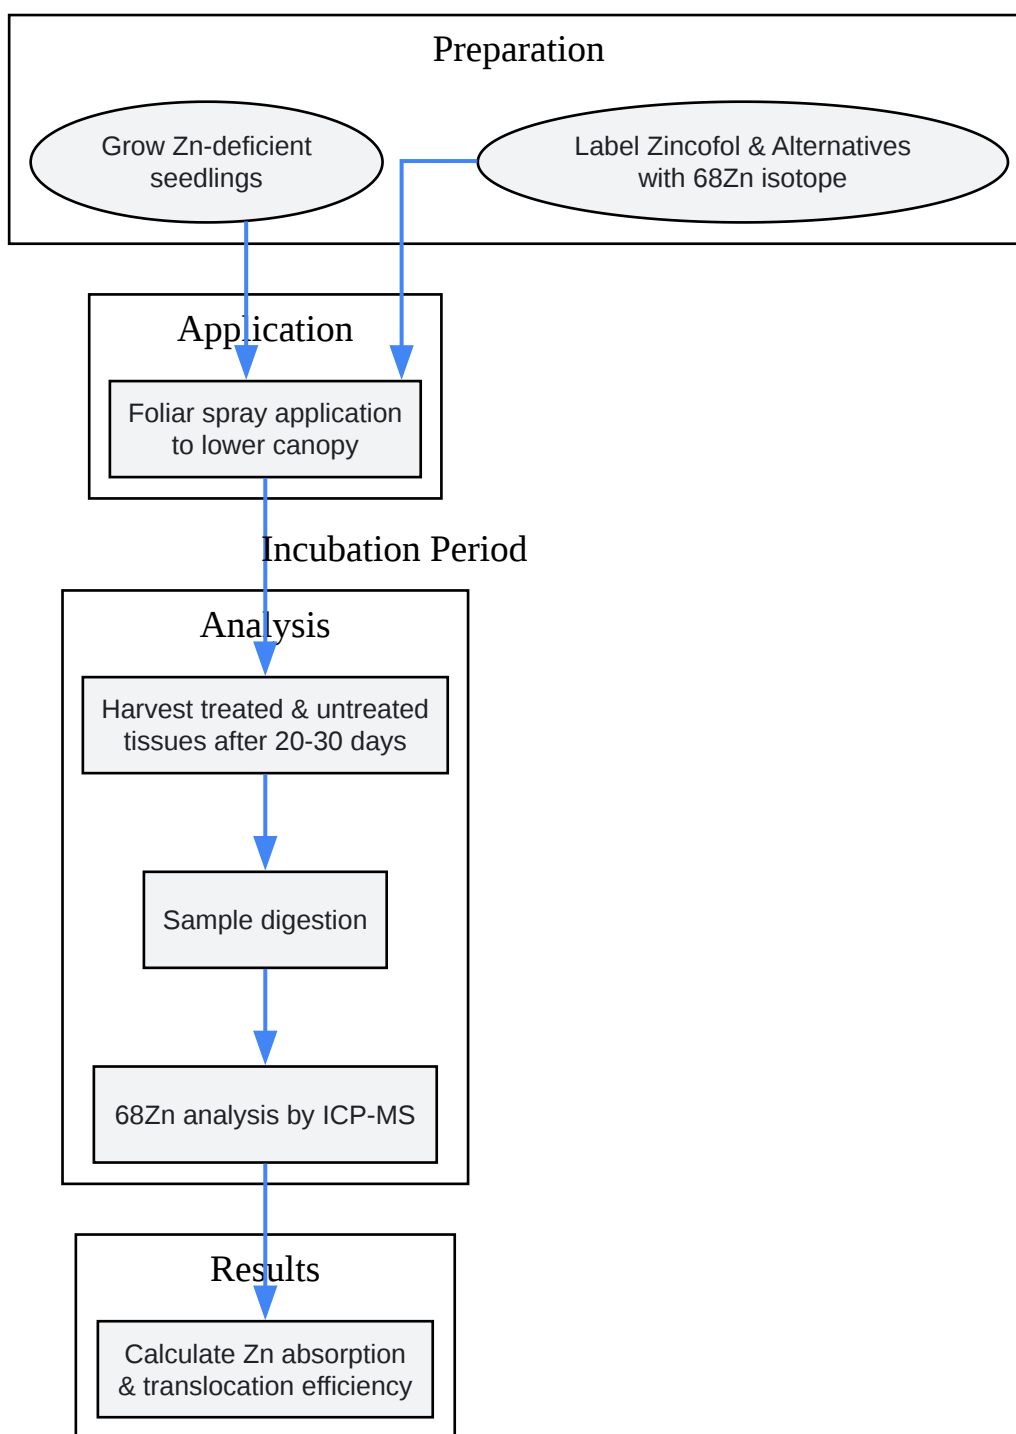 Preparation
Grow Zn-deficient
seedlings
Label Zincofol & Alternatives
with 68Zn isotope
Application
Foliar spray application
to lower canopy
Incubation Period
Analysis
Harvest treated & untreated
tissues after 20-30 days
Sample digestion
68Zn analysis by ICP-MS
Results
Calculate Zn absorption
& translocation efficiency